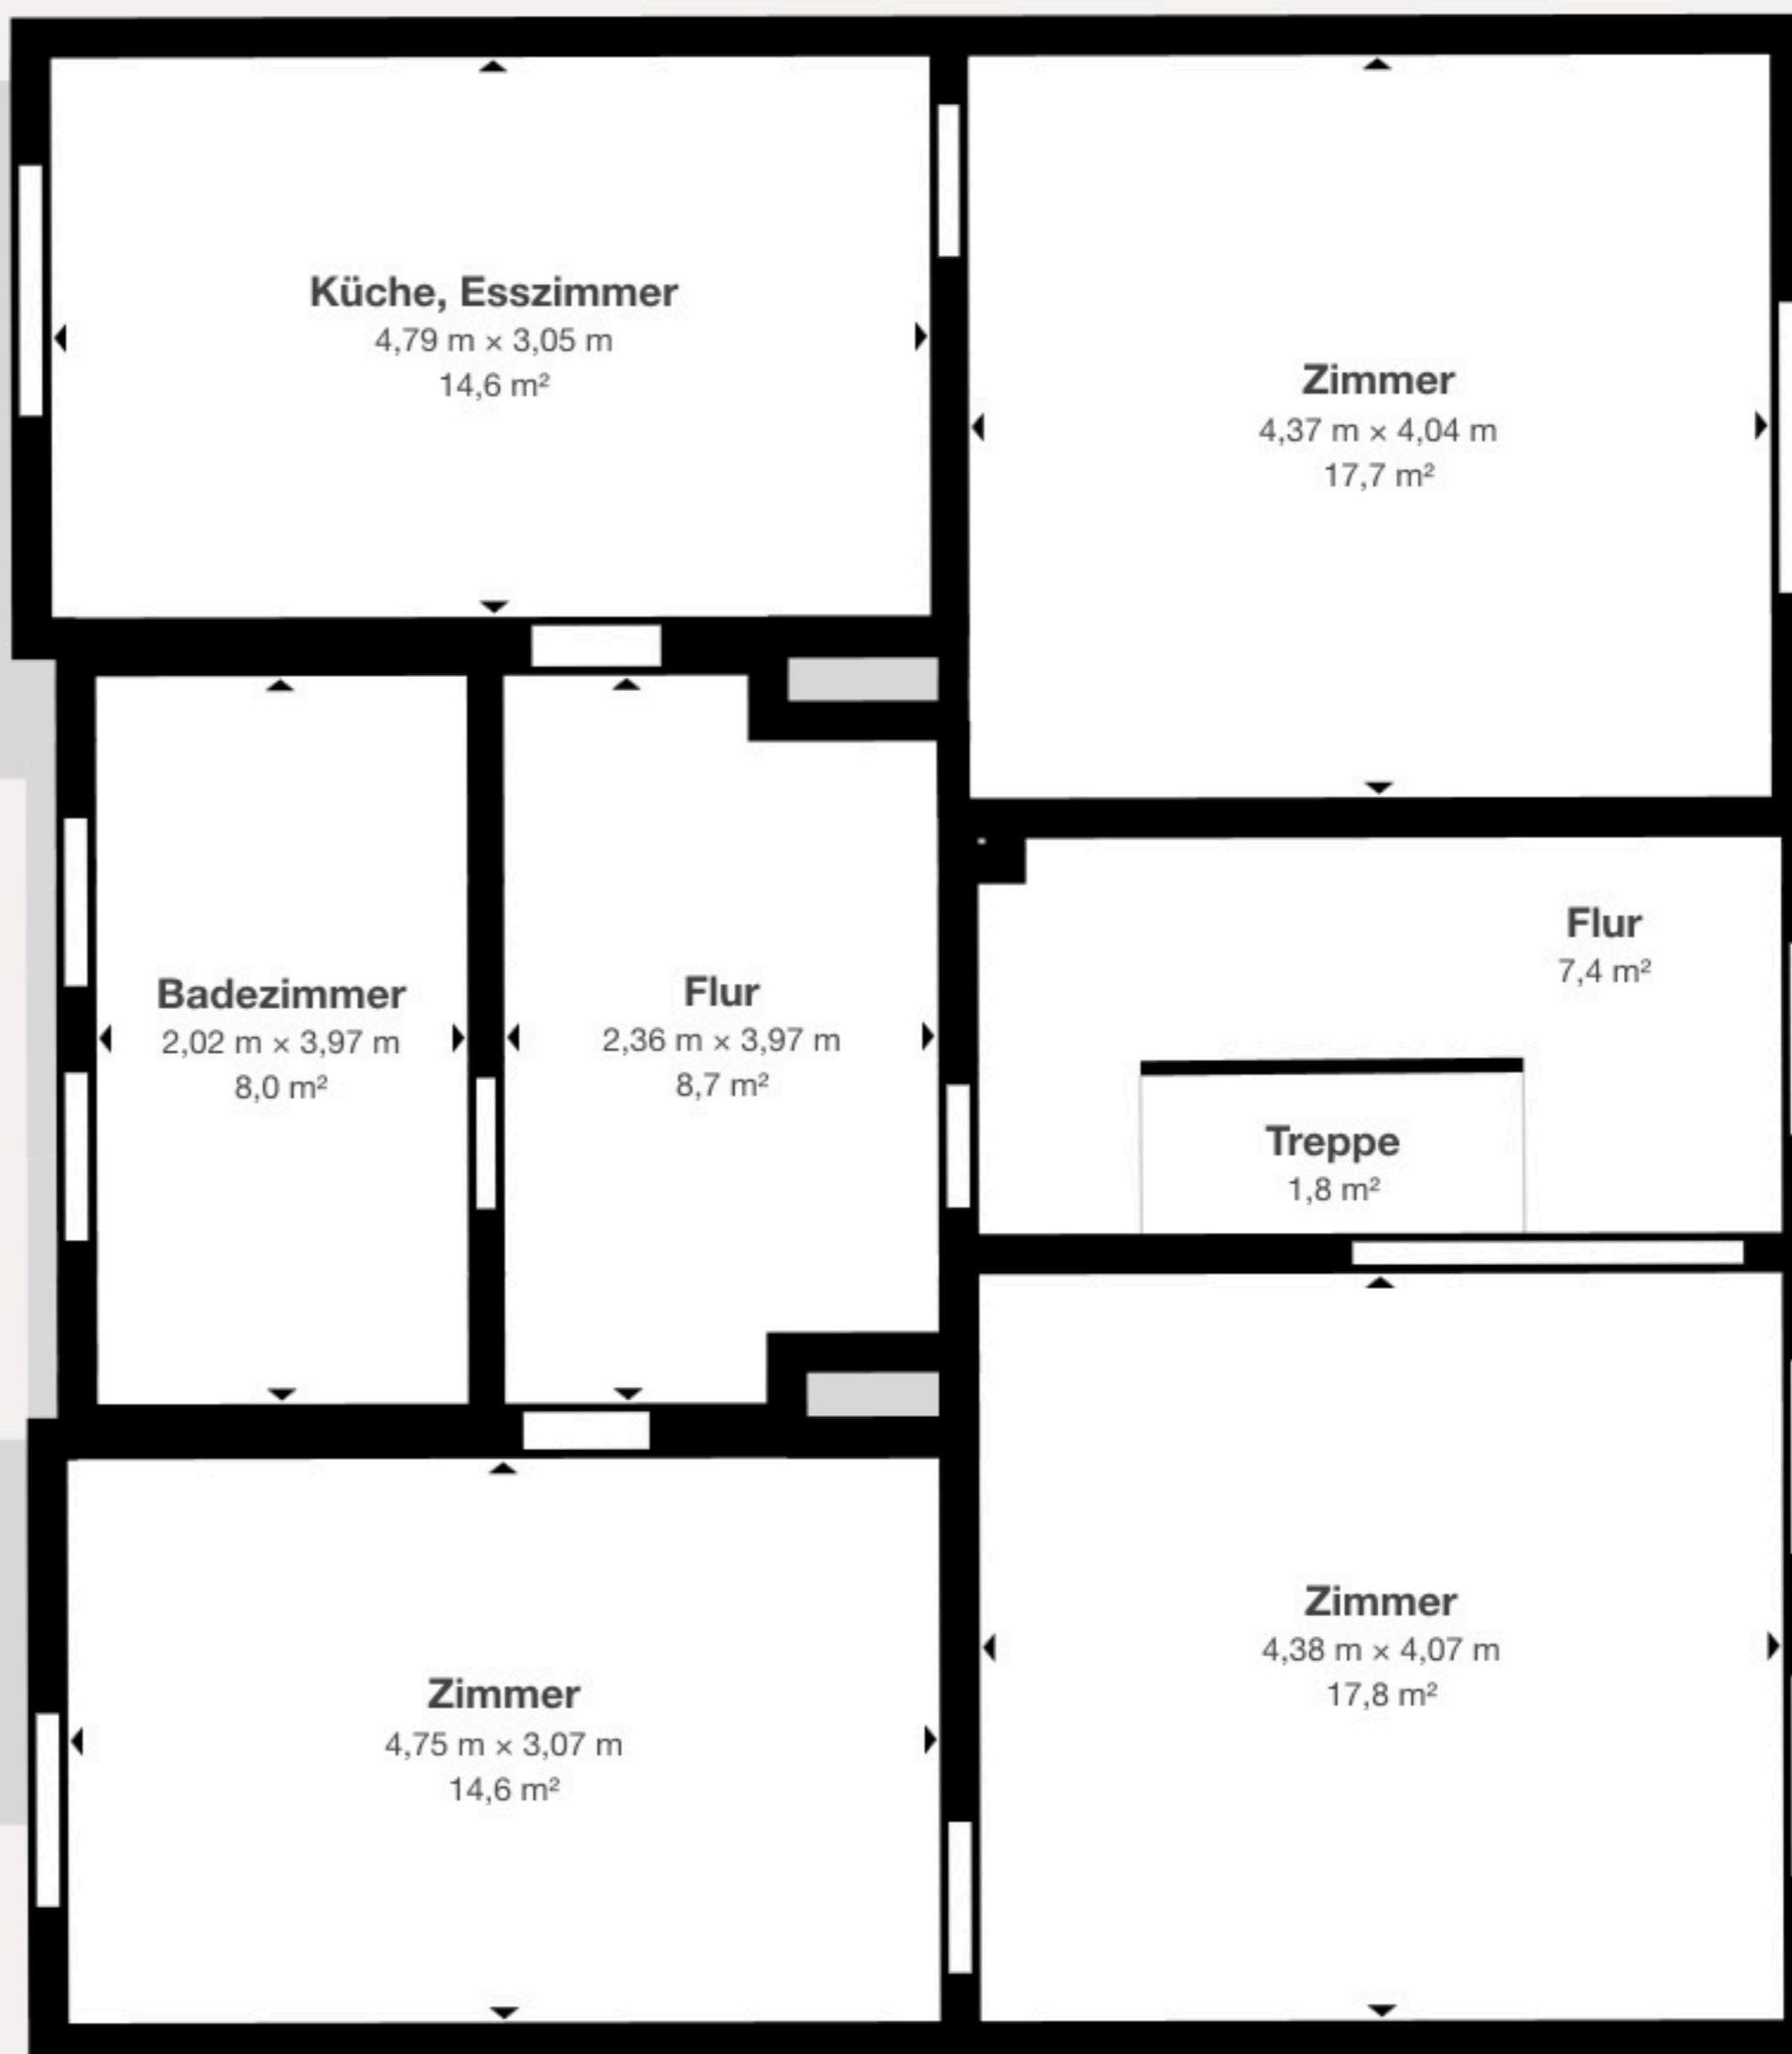 Küche, Esszimmer
4,79 m × 3,05 m
14,6 m²
Zimmer
4,37 m × 4,04 m
17,7 m²
Badezimmer
2,02 m × 3,97 m
8,0 m²
Flur
2,36 m × 3,97 m
8,7 m²
Flur
7,4 m²
Treppe
1,8 m²
Zimmer
4,75 m × 3,07 m
14,6 m²
Zimmer
4,38 m × 4,07 m
17,8 m²